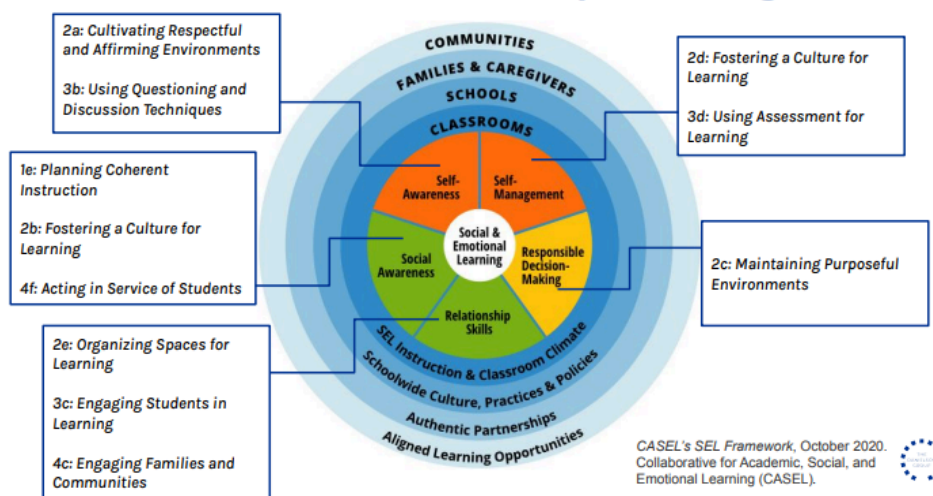 2a: Cultivating Respectful
and Affirming Environments
3b: Using Questioning and
Discussion Techniques
1e: Planning Coherent
Instruction
2b: Fostering a Culture for
Learning
4f: Acting in Service of Students
2e: Organizing Spaces for
Learning
3c: Engaging Students in
Learning
4c: Engaging Families and
Communities
COMMUNITIES
FAMILIES & CAREGIVERS
SCHOOLS
CLASSROOMS
Self-
Awareness
Self-
Management
Social &
Emotional
Learning
Social
Awareness
Responsible
Decision-
Making
Relationship
Skills
SEL Instruction & Classroom Climate
Schoolwide Culture, Practices & Policies
Authentic Partnerships
Aligned Learning Opportunities
2d: Fostering a Culture for
Learning
3d: Using Assessment for
Learning
2c: Maintaining Purposeful
Environments
CASEL's SEL Framework, October 2020.
Collaborative for Academic, Social, and
Emotional Learning (CASEL).
THE
DANIELSON
GROUP